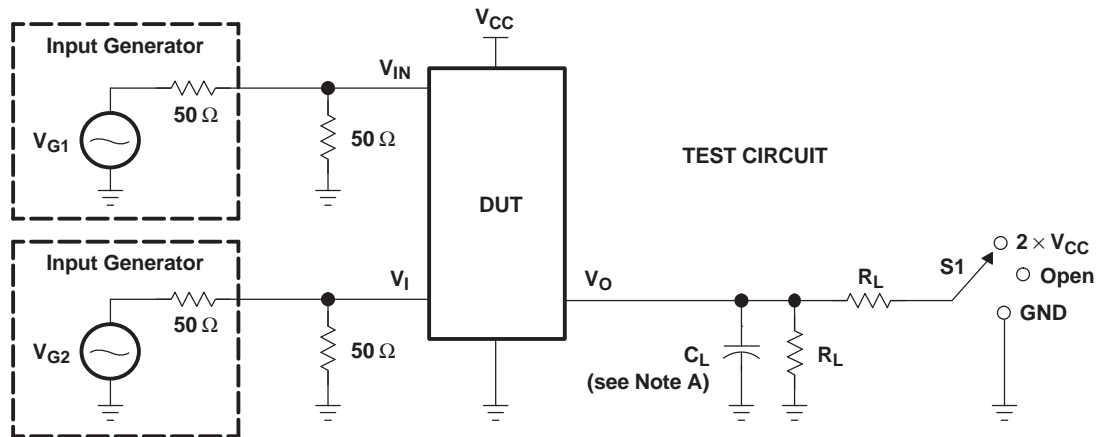 Input Generator
VCC
VIN
50 Ω
50 Ω
VG1
TEST CIRCUIT
DUT
Input Generator
2 × VCC
S1
Open
RL
VI
VO
50 Ω
GND
50 Ω
VG2
CL
RL
(see Note A)